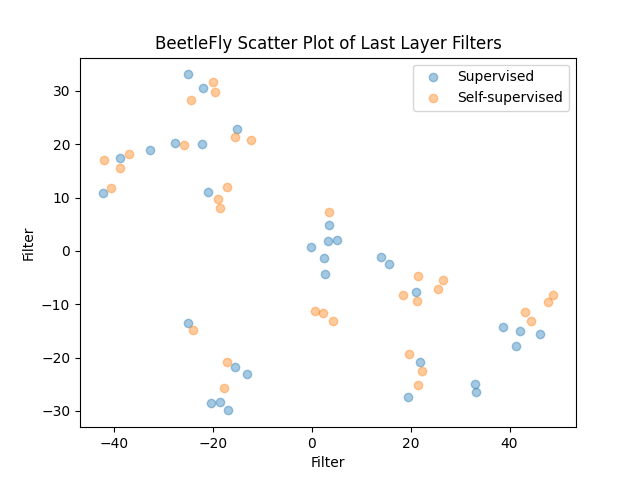 BeetleFly Scatter Plot of Last Layer Filters
Supervised
Self-supervised
30
20
10
0
−10
−20
−30
Filter
−40
−20
0
20
40
Filter